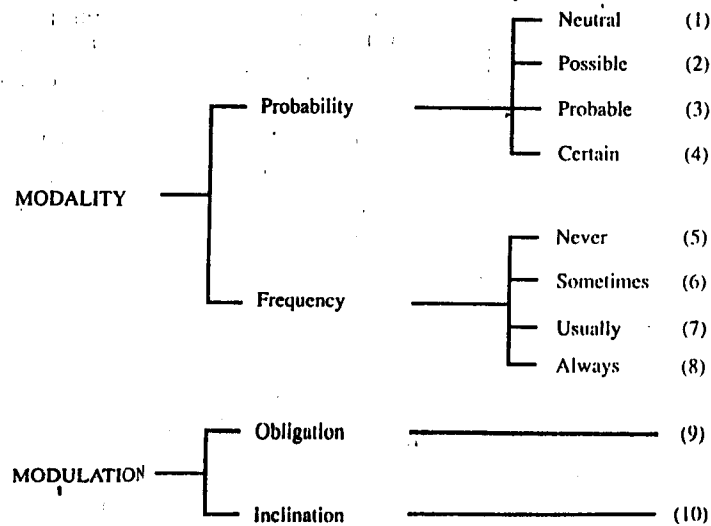 Neutral (1)
Possible (2)
Probability Probable (3)
Certain (4)
MODALITY
Never (5)
Sometimes (6)
Frequency
Usually (7)
Always (8)
Obligation (9)
MODULATION
Inclination (10)